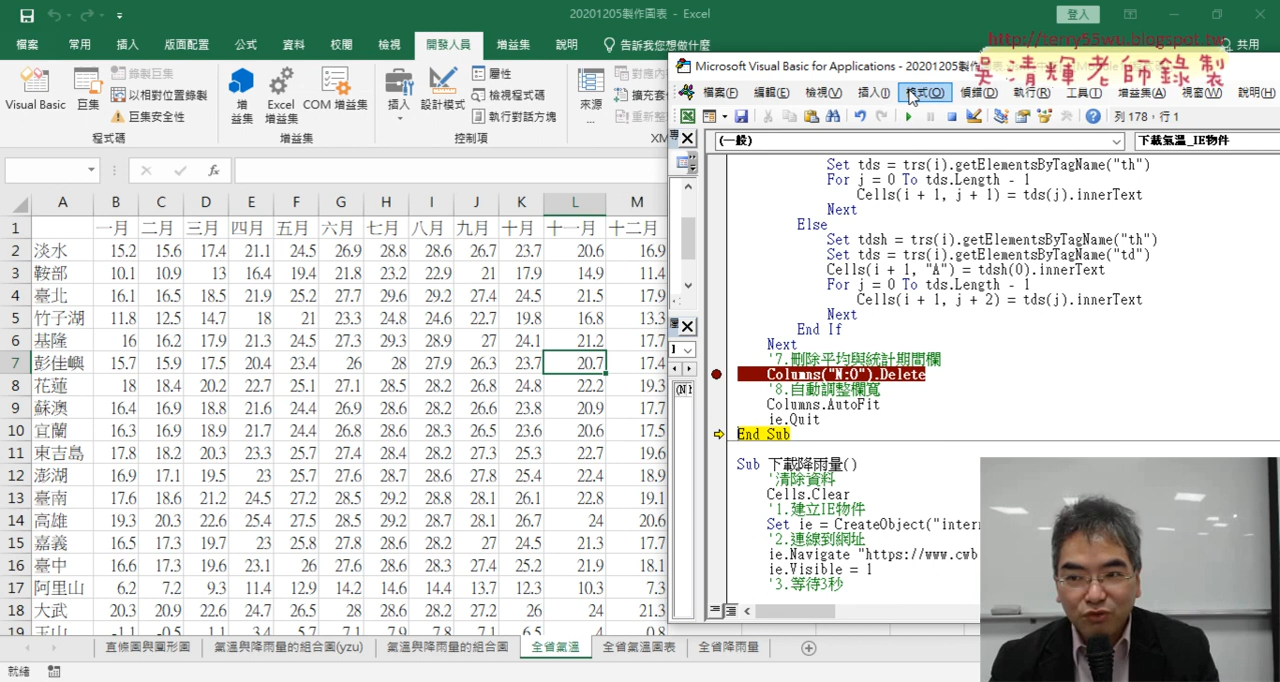 20201205製作圖表 - Excel
登入
檔案 常用 插入 版面配置 公式 資料 校閱 檢視 開發人員 增益集 說明 告訴我您想做什麼
共用
http://terry55wu.blogspot.tw
吳清輝老師錄製
Visual Basic 巨集 錄製巨集
以相對位置錄製
巨集安全性
程式碼
增益集 Excel 增益集 COM 增益集
增益集
插入 設計模式 屬性
檢視程式碼
執行對話方塊
控制項
來源
...
Microsoft Visual Basic for Applications - 20201205製作
檔案(F) 編輯(E) 檢視(V) 插入(I) 格式(O) 偵錯(D) 執行(R) 工具(T) 增益集(A) 視窗(W) 說明(H)
列 178，行 1
(一般) 下載氣溫_IE物件
Set tds = trs(i).getElementsByTagName("th")
For j = 0 To tds.Length - 1
Cells(i + 1, j + 1) = tds(j).innerText
Next
Else
Set tdsh = trs(i).getElementsByTagName("th")
Set tds = trs(i).getElementsByTagName("td")
Cells(i + 1, "A") = tdsh(0).innerText
For j = 0 To tds.Length - 1
Cells(i + 1, j + 2) = tds(j).innerText
Next
End If
Next
'7.刪除平均與統計期間欄
Columns("N:O").Delete
'8.自動調整欄寬
Columns.AutoFit
ie.Quit
End Sub
Sub 下載降雨量()
'清除資料
Cells.Clear
'1.建立IE物件
Set ie = CreateObject("intern
'2.連線到網址
ie.Navigate "https://www.cwb
ie.Visible = 1
'3.等待3秒
A B C D E F G H I J K L M
1 一月 二月 三月 四月 五月 六月 七月 八月 九月 十月 十一月 十二月
2 淡水 15.2 15.6 17.4 21.1 24.5 26.9 28.8 28.6 26.7 23.7 20.6 16.9
3 鞍部 10.1 10.9 13 16.4 19.4 21.8 23.2 22.9 21 17.9 14.9 11.4
4 臺北 16.1 16.5 18.5 21.9 25.2 27.7 29.6 29.2 27.4 24.5 21.5 17.9
5 竹子湖 11.8 12.5 14.7 18 21 23.3 24.8 24.6 22.7 19.8 16.8 13.3
6 基隆 16 16.2 17.9 21.3 24.5 27.3 29.3 28.9 27 24.1 21.2 17.7
7 彭佳嶼 15.7 15.9 17.5 20.4 23.4 26 28 27.9 26.3 23.7 20.7 17.4
8 花蓮 18 18.4 20.2 22.7 25.1 27.1 28.5 28.2 26.8 24.8 22.2 19.3
9 蘇澳 16.4 16.9 18.8 21.6 24.4 26.9 28.6 28.2 26.6 23.8 20.9 17.7
10 宜蘭 16.3 16.9 18.9 21.7 24.4 26.8 28.6 28.3 26.5 23.6 20.6 17.5
11 東吉島 17.8 18.2 20.3 23.3 25.7 27.4 28.4 28.2 27.3 25.3 22.7 19.6
12 澎湖 16.9 17.1 19.5 23 25.7 27.6 28.7 28.6 27.8 25.4 22.4 18.9
13 臺南 17.6 18.6 21.2 24.5 27.2 28.5 29.2 28.8 28.1 26.1 22.8 19.1
14 高雄 19.3 20.3 22.6 25.4 27.5 28.5 29.2 28.7 28.1 26.7 24 20.6
15 嘉義 16.5 17.3 19.7 23 25.8 27.8 28.6 28.2 27 24.5 21.3 17.7
16 臺中 16.6 17.3 19.6 23.1 26 27.6 28.6 28.3 27.4 25.2 21.9 18.1
17 阿里山 6.2 7.2 9.3 11.4 12.9 14.2 14.6 14.4 13.7 12.3 10.3 7.3
18 大武 20.3 20.9 22.6 24.7 26.5 28 28.6 28.2 27.2 26 24 21.3
19 玉山 -1.1 -0.5 1.1 3.4 5.7 7.1 7.9 7.8 7.1 6.5 4 0.8
直條圖與圓形圖 氣溫與降雨量的組合圖(yzu) 氣溫與降雨量的組合圖 全省氣溫 全省氣溫圖表 全省降雨量
就緒